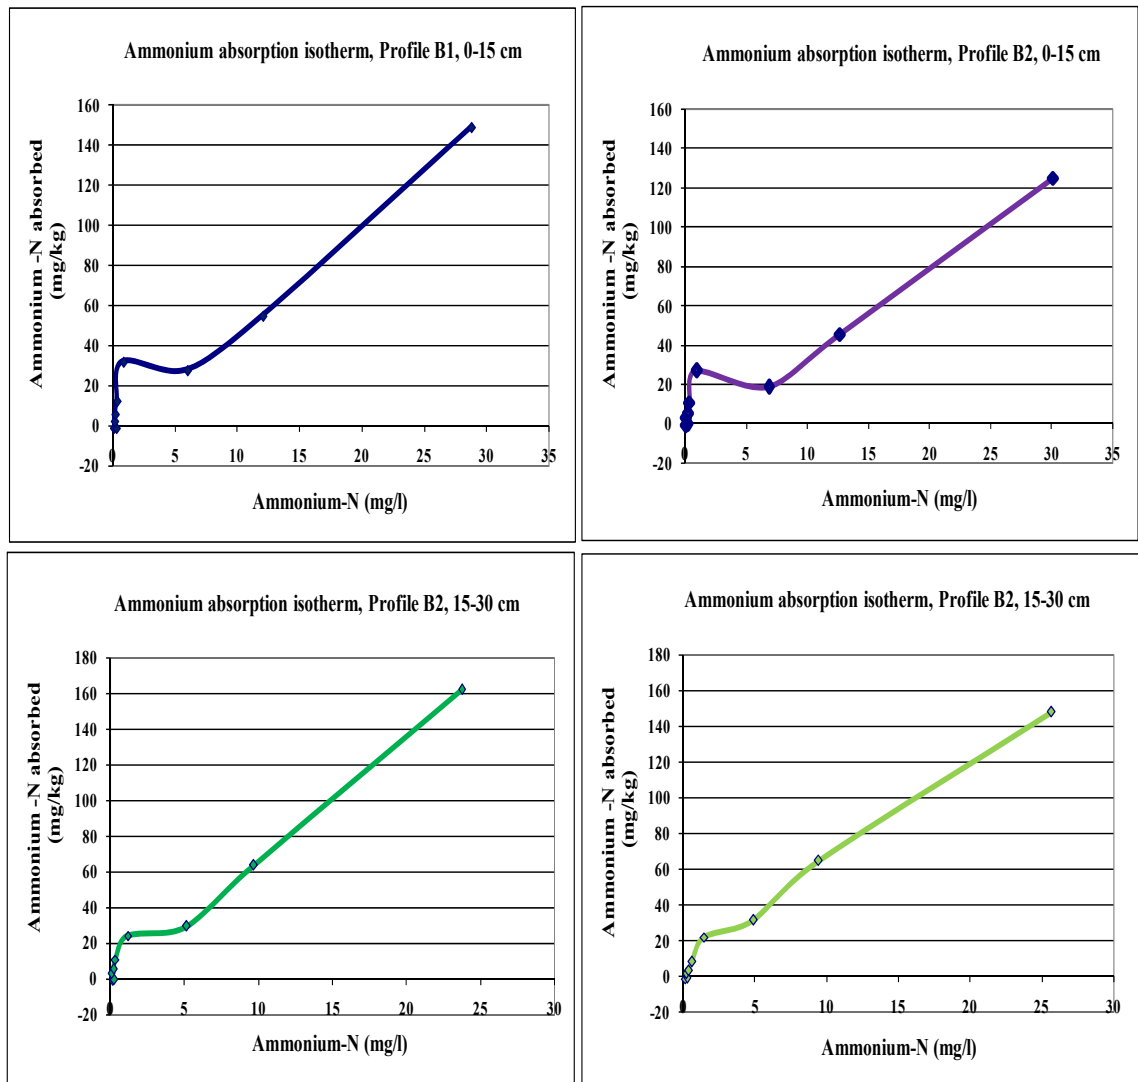 Ammonium absorption isotherm, Profile B1, 0-15 cm
Ammonium -N absorbed
(mg/kg)
160
140
120
100
80
60
40
20
0
-20
0 5 10 15 20 25 30 35
Ammonium-N (mg/l)
Ammonium absorption isotherm, Profile B2, 0-15 cm
Ammonium -N absorbed
(mg/kg)
160
140
120
100
80
60
40
20
0
-20
0 5 10 15 20 25 30 35
Ammonium-N (mg/l)
Ammonium absorption isotherm, Profile B2, 15-30 cm
Ammonium -N absorbed
(mg/kg)
180
160
140
120
100
80
60
40
20
0
-20
0 5 10 15 20 25 30
Ammonium-N (mg/l)
Ammonium absorption isotherm, Profile B2, 15-30 cm
Ammonium -N absorbed
(mg/kg)
180
160
140
120
100
80
60
40
20
0
-20
0 5 10 15 20 25 30
Ammonium-N (mg/l)